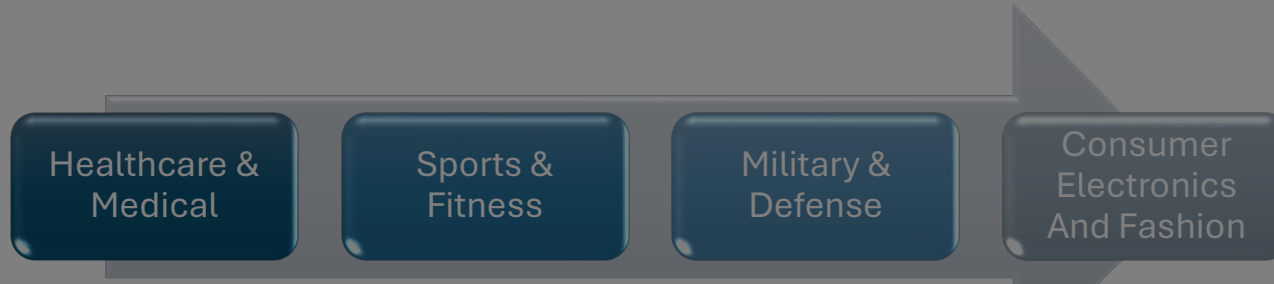 Healthcare &
Medical
Sports &
Fitness
Military &
Defense
Consumer
Electronics
And Fashion